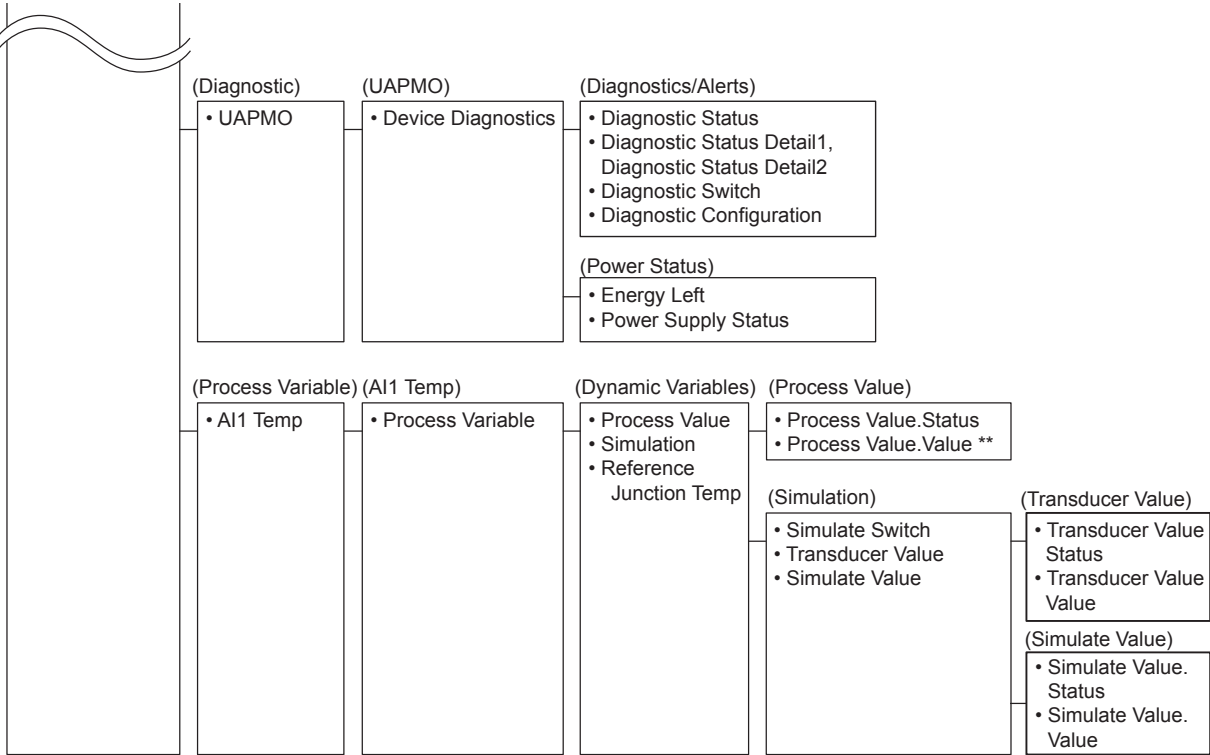 (Diagnostic)
(UAPMO)
(Diagnostics/Alerts)
• UAPMO
• Device Diagnostics
• Diagnostic Status
• Diagnostic Status Detail1,
Diagnostic Status Detail2
• Diagnostic Switch
• Diagnostic Configuration
(Power Status)
• Energy Left
• Power Supply Status
(Process Variable)
(AI1 Temp)
(Dynamic Variables)
(Process Value)
• AI1 Temp
• Process Variable
• Process Value
• Simulation
• Reference
Junction Temp
• Process Value.Status
• Process Value.Value **
(Simulation)
• Simulate Switch
• Transducer Value
• Simulate Value
(Transducer Value)
• Transducer Value
Status
• Transducer Value
Value
(Simulate Value)
• Simulate Value.
Status
• Simulate Value.
Value